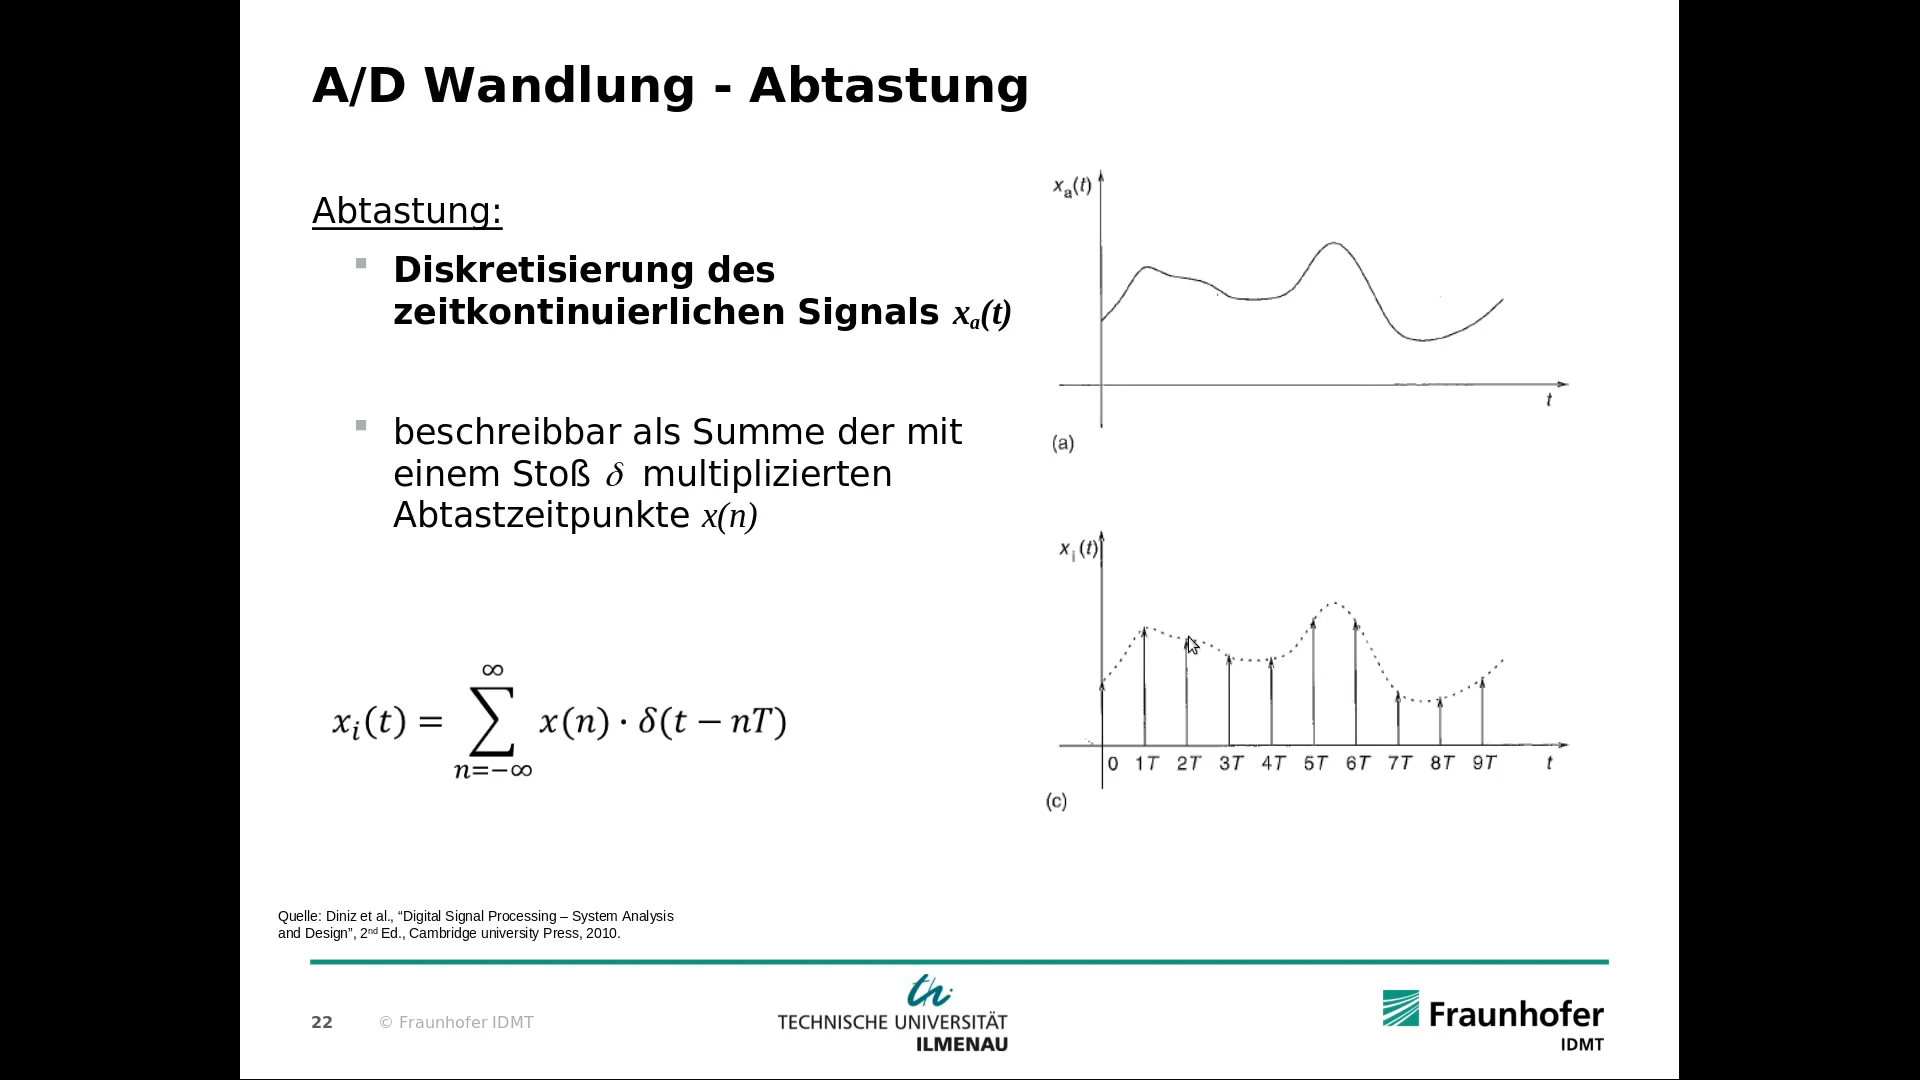 A/D Wandlung - Abtastung
Abtastung:
Diskretisierung des
zeitkontinuierlichen Signals xₐ(t)
beschreibbar als Summe der mit
einem Stoß δ multiplizierten
Abtastzeitpunkte x(n)
∞
xᵢ(t) = ∑ x(n) · δ(t − nT)
n=−∞
xₐ(t)
t
(a)
xᵢ(t)
0 1T 2T 3T 4T 5T 6T 7T 8T 9T t
(c)
Quelle: Diniz et al., “Digital Signal Processing – System Analysis
and Design”, 2nd Ed., Cambridge university Press, 2010.
22 © Fraunhofer IDMT
th
TECHNISCHE UNIVERSITÄT
ILMENAU
Fraunhofer
IDMT